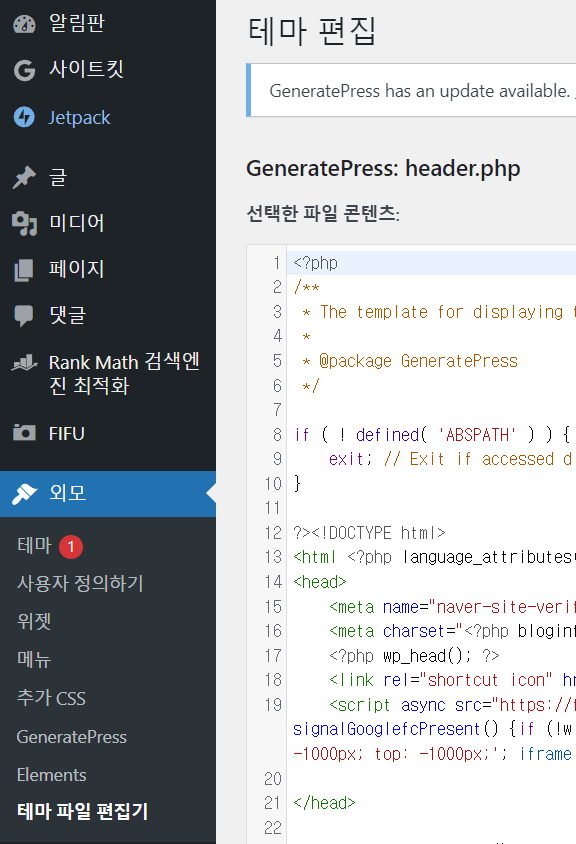 알림판
사이트킷
Jetpack
글
미디어
페이지
댓글
Rank Math 검색엔
진 최적화
FIFU
외모
테마 1
사용자 정의하기
위젯
메뉴
추가 CSS
GeneratePress
Elements
테마 파일 편집기
테마 편집
GeneratePress has an update available.
GeneratePress: header.php
선택한 파일 콘텐츠:
1 <?php
2 /**
3 * The template for displaying t
4 *
5 * @package GeneratePress
6 */
7
8 if ( ! defined( 'ABSPATH' ) ) {
9 exit; // Exit if accessed d
10 }
11
12 ?><!DOCTYPE html>
13 <html <?php language_attributes(
14 <head>
15 <meta name="naver-site-verif
16 <meta charset="<?php bloginf
17 <?php wp_head(); ?>
18 <link rel="shortcut icon" hr
19 <script async src="https://f
signalGooglefcPresent() {if (!w
-1000px; top: -1000px;'; iframe
20
21 </head>
22